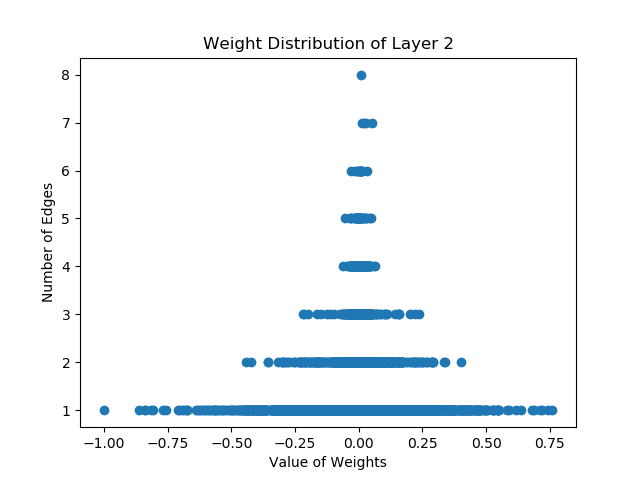 Weight Distribution of Layer 2
8
7
6
5
4
3
2
1
Number of Edges
−1.00 −0.75 −0.50 −0.25 0.00 0.25 0.50 0.75
Value of Weights